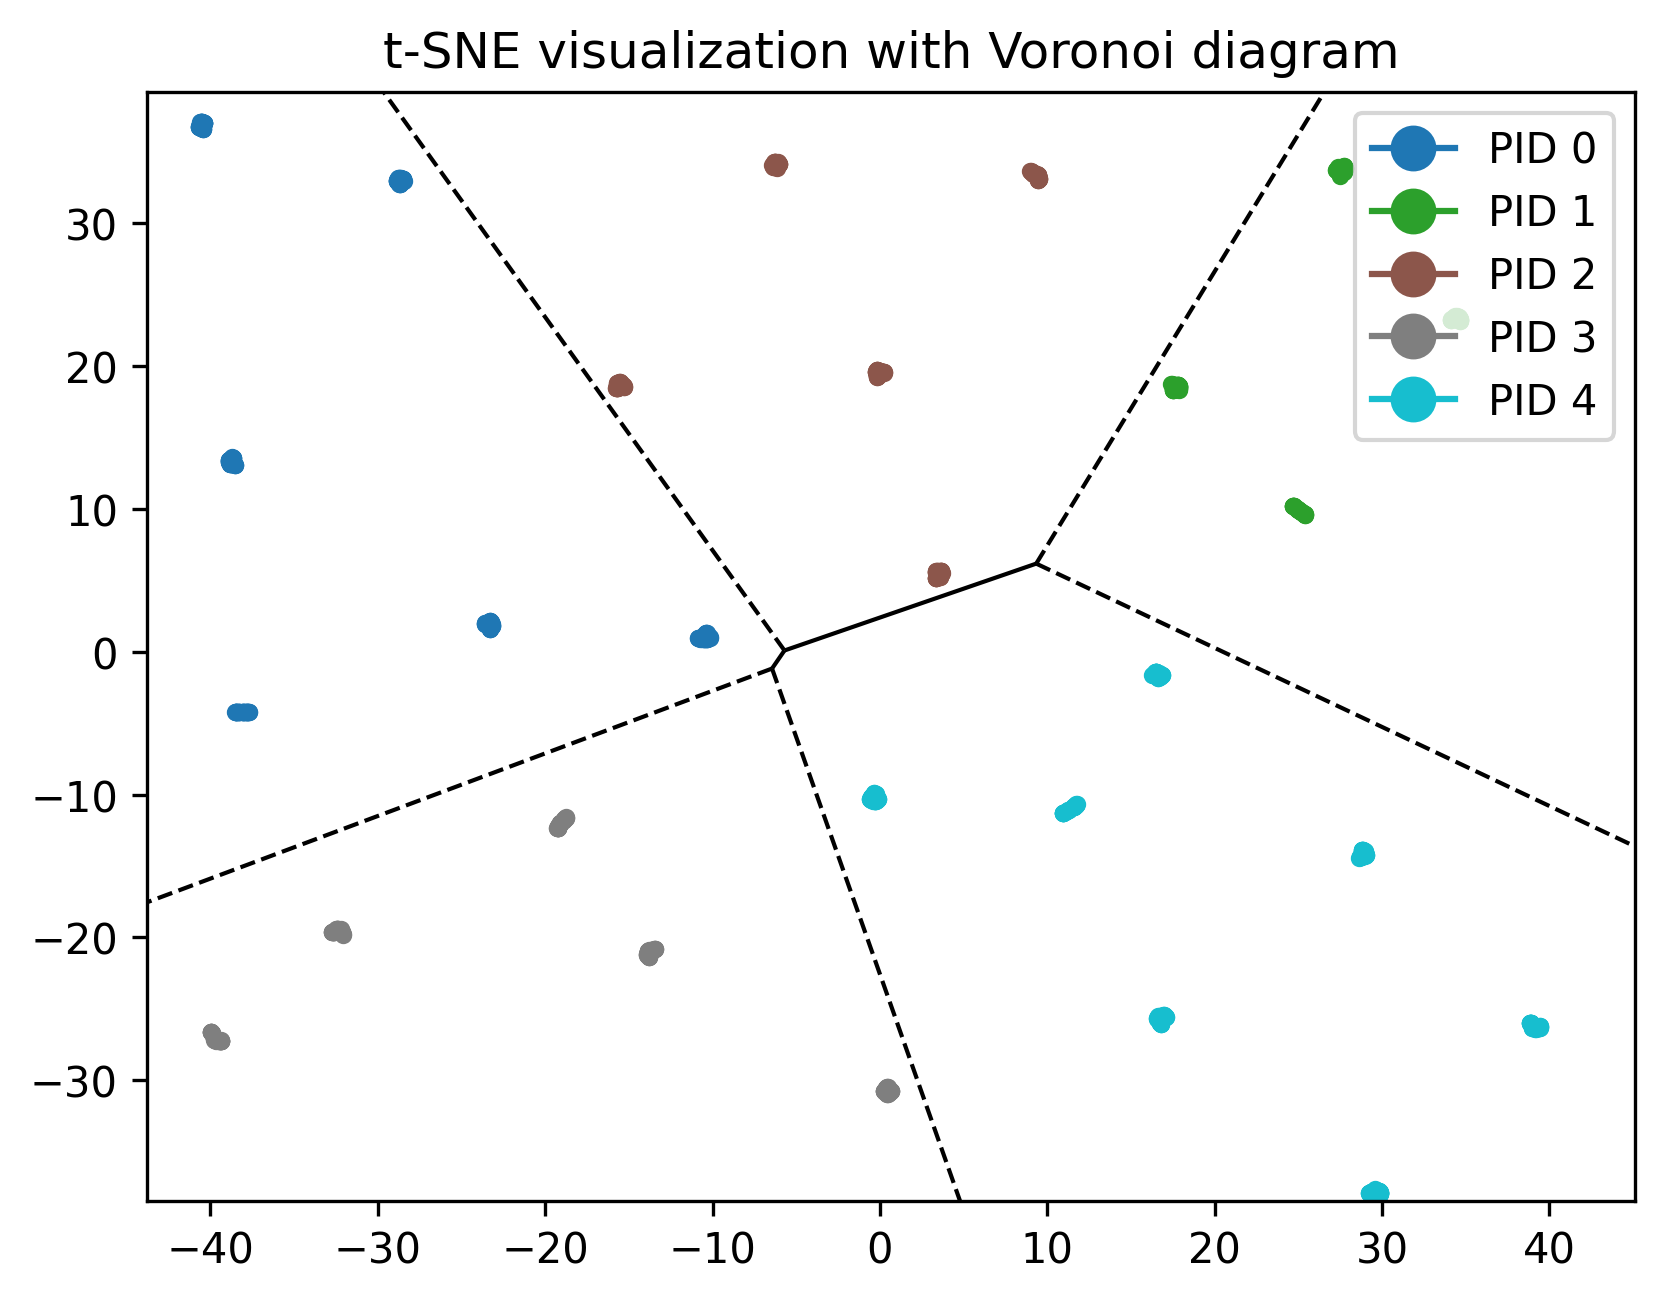 t-SNE visualization with Voronoi diagram
PID 0
PID 1
PID 2
PID 3
PID 4
30
20
10
0
−10
−20
−30
−40 −30 −20 −10 0 10 20 30 40